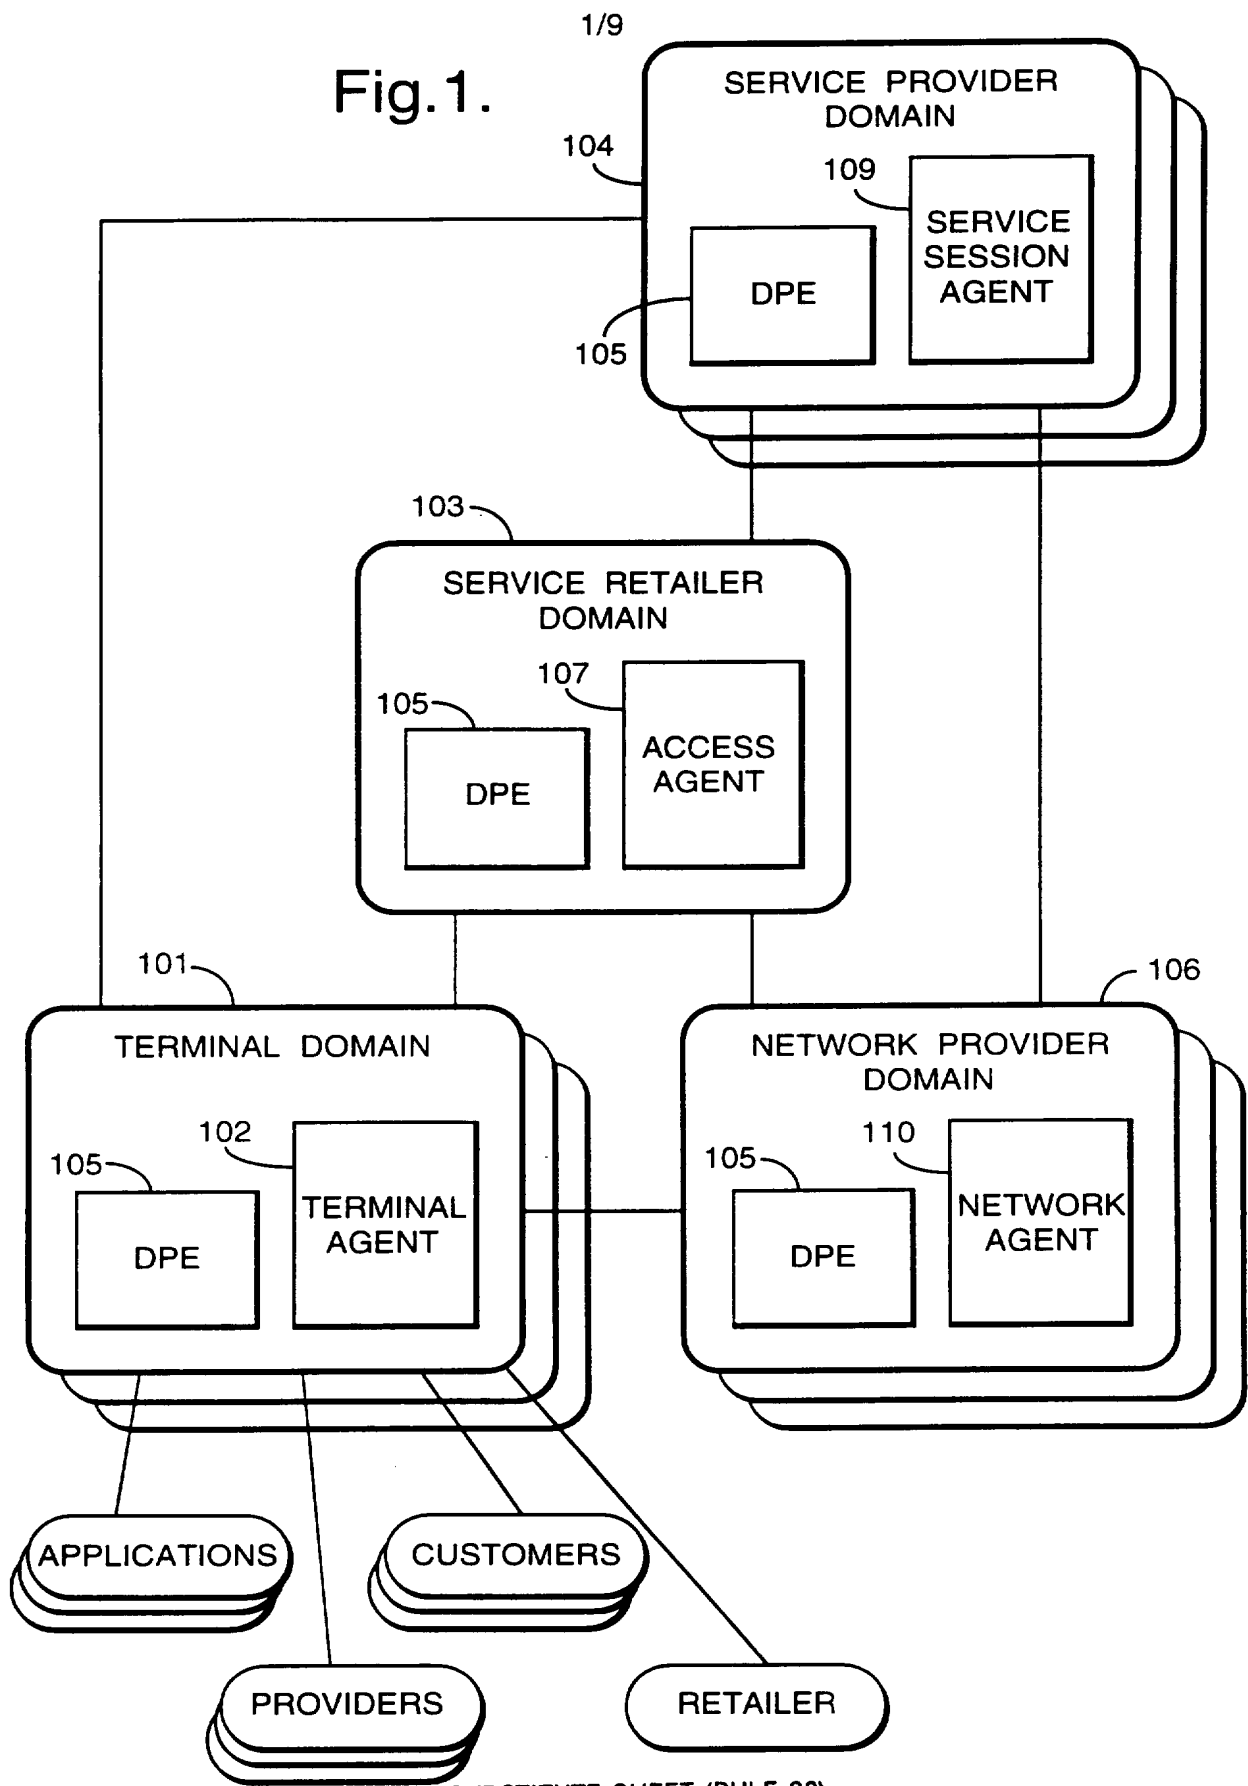 1/9
Fig.1.
SERVICE PROVIDER
DOMAIN
104
109
SERVICE
SESSION
AGENT
DPE
105
103
SERVICE RETAILER
DOMAIN
107
105
ACCESS
AGENT
DPE
101
106
TERMINAL DOMAIN
NETWORK PROVIDER
DOMAIN
102
110
105
105
TERMINAL
AGENT
NETWORK
AGENT
DPE
DPE
APPLICATIONS
CUSTOMERS
PROVIDERS
RETAILER